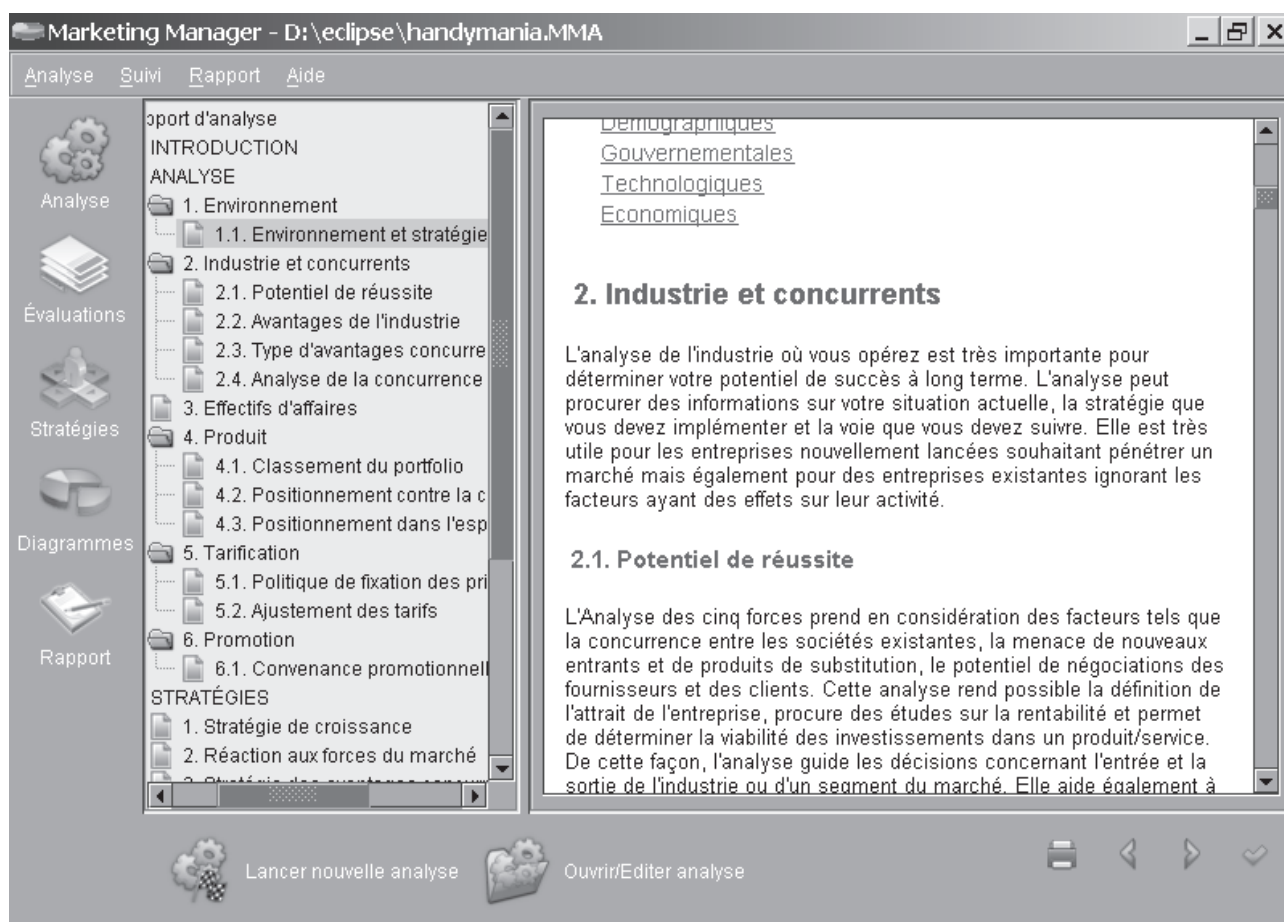 Marketing Manager - D:\eclipse\handymania.MMA
Analyse Suivi Rapport Aide
Analyse
Évaluations
Stratégies
Diagrammes
Rapport
pport d'analyse
INTRODUCTION
ANALYSE
1. Environnement
1.1. Environnement et stratégie
2. Industrie et concurrents
2.1. Potentiel de réussite
2.2. Avantages de l'industrie
2.3. Type d'avantages concurre
2.4. Analyse de la concurrence
3. Effectifs d'affaires
4. Produit
4.1. Classement du portfolio
4.2. Positionnement contre la c
4.3. Positionnement dans l'esp
5. Tarification
5.1. Politique de fixation des pri
5.2. Ajustement des tarifs
6. Promotion
6.1. Convenance promotionnell
STRATÉGIES
1. Stratégie de croissance
2. Réaction aux forces du marché
Démographiques
Gouvernementales
Technologiques
Economiques
2. Industrie et concurrents
L'analyse de l'industrie où vous opérez est très importante pour
déterminer votre potentiel de succès à long terme. L'analyse peut
procurer des informations sur votre situation actuelle, la stratégie que
vous devez implémenter et la voie que vous devez suivre. Elle est très
utile pour les entreprises nouvellement lancées souhaitant pénétrer un
marché mais également pour des entreprises existantes ignorant les
facteurs ayant des effets sur leur activité.
2.1. Potentiel de réussite
L'Analyse des cinq forces prend en considération des facteurs tels que
la concurrence entre les sociétés existantes, la menace de nouveaux
entrants et de produits de substitution, le potentiel de négociations des
fournisseurs et des clients. Cette analyse rend possible la définition de
l'attrait de l'entreprise, procure des études sur la rentabilité et permet
de déterminer la viabilité des investissements dans un produit/service.
De cette façon, l'analyse guide les décisions concernant l'entrée et la
sortie de l'industrie ou d'un segment du marché. Elle aide également à
Lancer nouvelle analyse
Ouvrir/Editer analyse